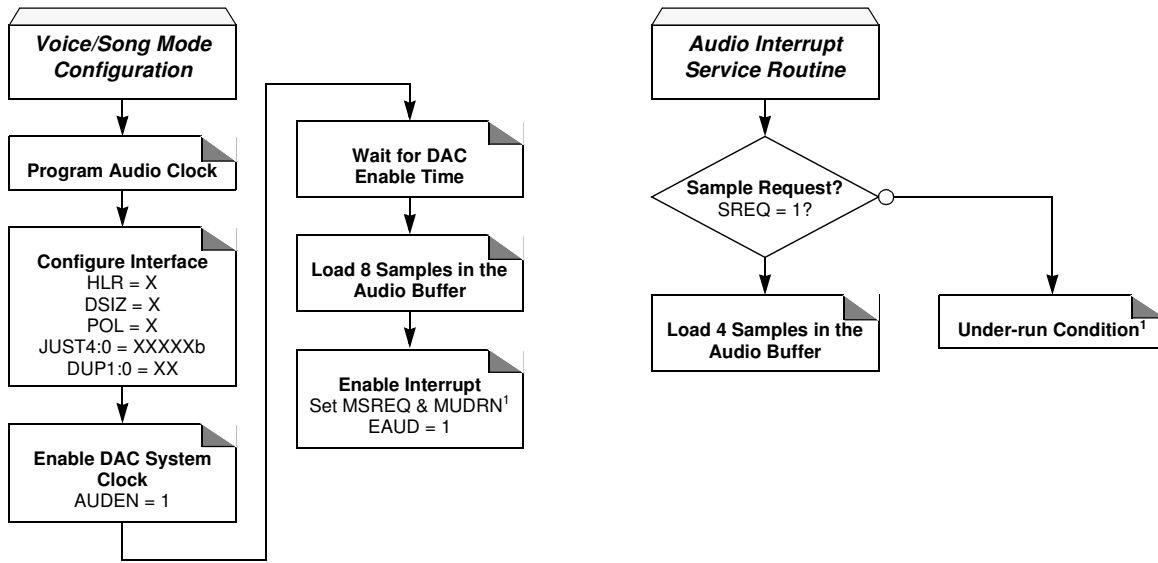 Voice/Song Mode
Configuration
Program Audio Clock
Configure Interface
HLR = X
DSIZ = X
POL = X
JUST4:0 = XXXXXb
DUP1:0 = XX
Enable DAC System
Clock
AUDEN = 1
Wait for DAC
Enable Time
Load 8 Samples in the
Audio Buffer
Enable Interrupt
Set MSREQ & MUDRN¹
EAUD = 1
Audio Interrupt
Service Routine
Sample Request?
SREQ = 1?
Load 4 Samples in the
Audio Buffer
Under-run Condition¹